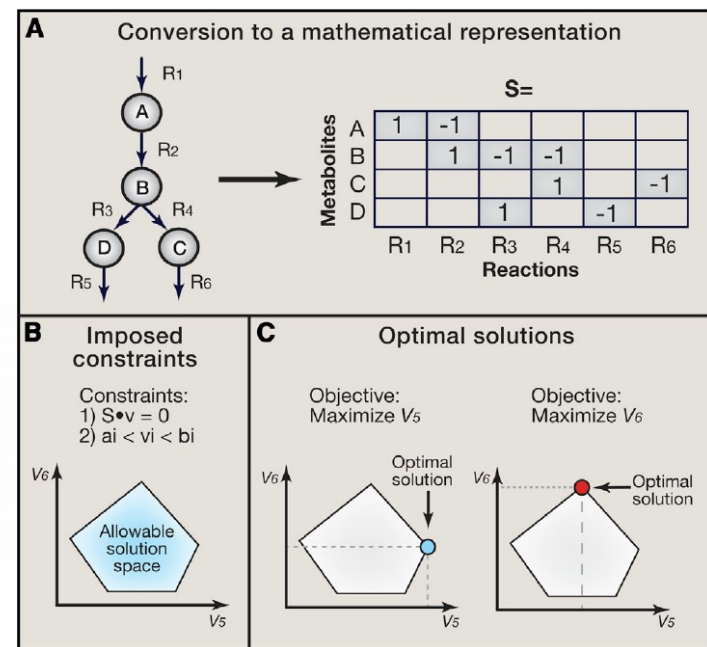 A
Conversion to a mathematical representation
R1
A
R2
B
R3 R4
D C
R5 R6
S=
Metabolites
A 1 -1
B 1 -1 -1
C 1 -1
D 1 -1
R1 R2 R3 R4 R5 R6
Reactions
B
Imposed
constraints
Constraints:
1) S•v = 0
2) ai < vi < bi
V6
Allowable
solution
space
V5
C
Optimal solutions
Objective:
Maximize V5
V6
Optimal
solution
V5
Objective:
Maximize V6
V6
Optimal
solution
V5